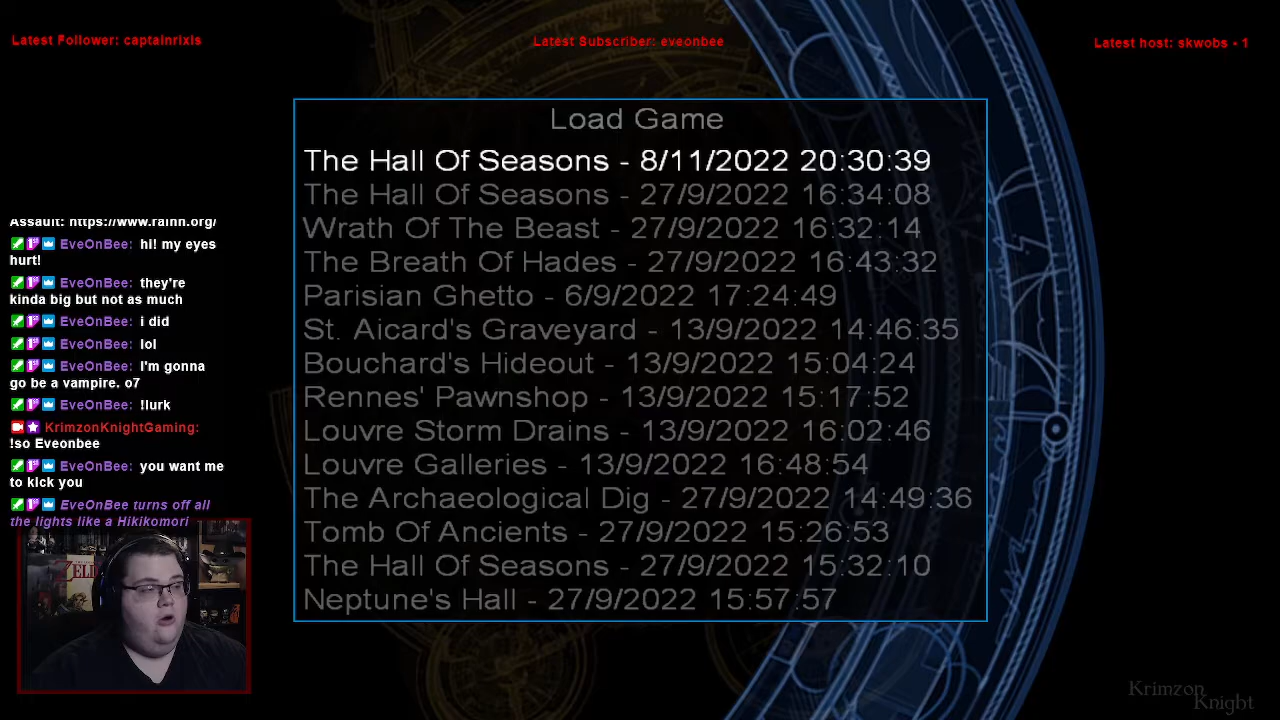 Latest Follower: captainrixis
Latest Subscriber: eveonbee
Latest host: skwobs - 1
Load Game
The Hall Of Seasons - 8/11/2022 20:30:39
The Hall Of Seasons - 27/9/2022 16:34:08
Wrath Of The Beast - 27/9/2022 16:32:14
The Breath Of Hades - 27/9/2022 16:43:32
Parisian Ghetto - 6/9/2022 17:24:49
St. Aicard's Graveyard - 13/9/2022 14:46:35
Bouchard's Hideout - 13/9/2022 15:04:24
Rennes' Pawnshop - 13/9/2022 15:17:52
Louvre Storm Drains - 13/9/2022 16:02:46
Louvre Galleries - 13/9/2022 16:48:54
The Archaeological Dig - 27/9/2022 14:49:36
Tomb Of Ancients - 27/9/2022 15:26:53
The Hall Of Seasons - 27/9/2022 15:32:10
Neptune's Hall - 27/9/2022 15:57:57
Assault: https://www.rainn.org/
EveOnBee: hi! my eyes
hurt!
EveOnBee: they're
kinda big but not as much
EveOnBee: i did
EveOnBee: lol
EveOnBee: I'm gonna
go be a vampire. o7
EveOnBee: !lurk
KrimzonKnightGaming:
!so Eveonbee
EveOnBee: you want me
to kick you
EveOnBee turns off all
the lights like a Hikikomori
Krimzon
Knight